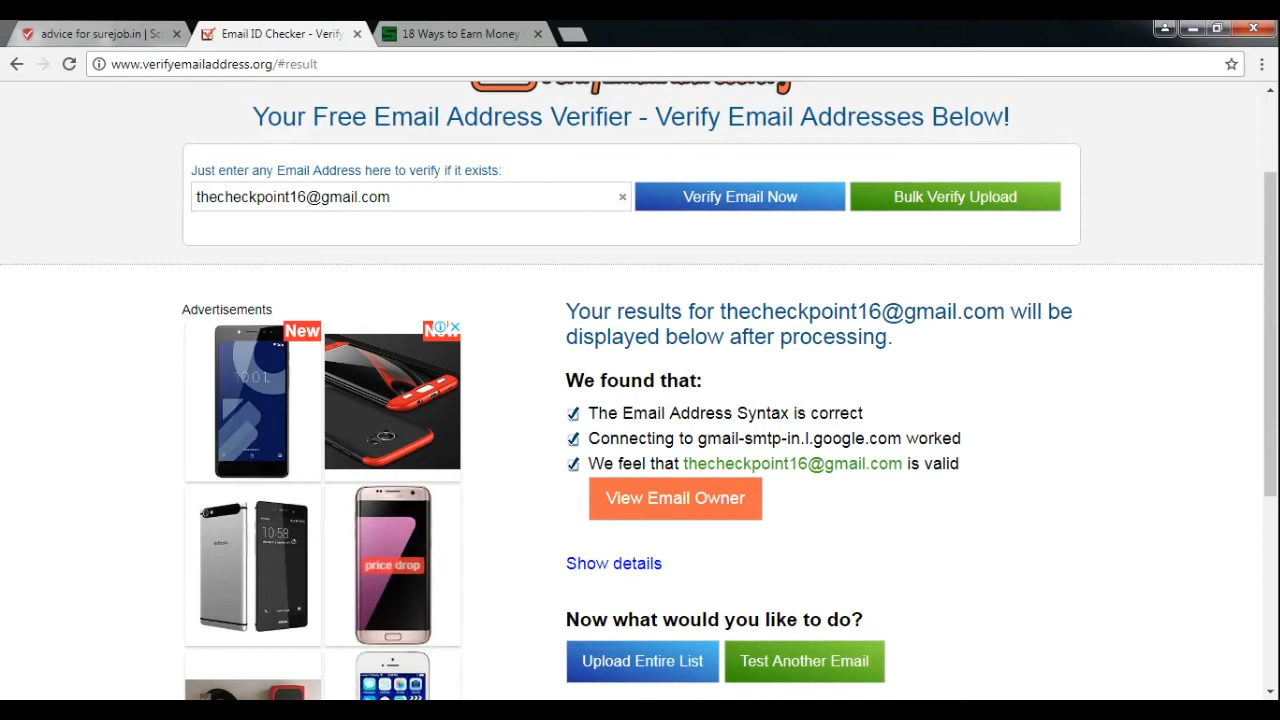 advice for surejob.in | Sc
Email ID Checker - Verify
18 Ways to Earn Money
www.verifyemailaddress.org/#result
Your Free Email Address Verifier - Verify Email Addresses Below!
Just enter any Email Address here to verify if it exists:
thecheckpoint16@gmail.com
Verify Email Now
Bulk Verify Upload
Advertisements
New
10:01
10:58
price drop
Your results for thecheckpoint16@gmail.com will be
displayed below after processing.
We found that:
The Email Address Syntax is correct
Connecting to gmail-smtp-in.l.google.com worked
We feel that thecheckpoint16@gmail.com is valid
View Email Owner
Show details
Now what would you like to do?
Upload Entire List
Test Another Email